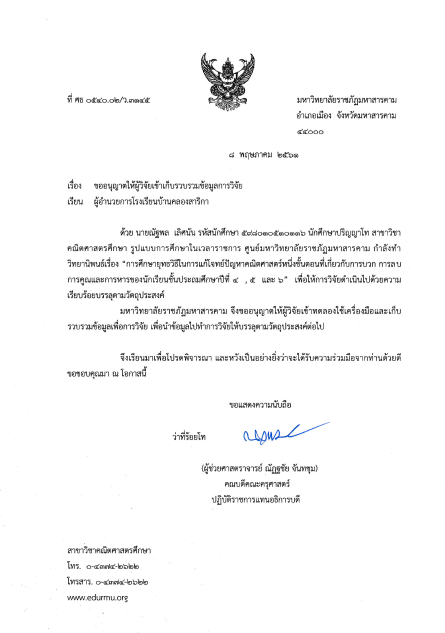 ที่ ศธ ๐๕๔๐.๐๒/ว.๓๑๔๕
มหาวิทยาลัยราชภัฏมหาสารคาม
อำเภอเมือง จังหวัดมหาสารคาม
๔๔๐๐๐
๘ พฤษภาคม ๒๕๖๑
เรื่อง ขออนุญาตให้ผู้วิจัยเข้าเก็บรวบรวมข้อมูลการวิจัย
เรียน ผู้อำนวยการโรงเรียนบ้านคลองสาริกา
ด้วย นายณัฐพล เลิศนัน รหัสนักศึกษา ๕๙๘๐๑๐๕๑๐๑๑๖ นักศึกษาปริญญาโท สาขาวิชา
คณิตศาสตรศึกษา รูปแบบการศึกษาในเวลาราชการ ศูนย์มหาวิทยาลัยราชภัฏมหาสารคาม กำลังทำ
วิทยานิพนธ์เรื่อง “การศึกษายุทธวิธีในการแก้โจทย์ปัญหาคณิตศาสตร์หนึ่งขั้นตอนที่เกี่ยวกับการบวก การลบ
การคูณและการหารของนักเรียนชั้นประถมศึกษาปีที่ ๔ , ๕ และ ๖” เพื่อให้การวิจัยดำเนินไปด้วยความ
เรียบร้อยบรรลุตามวัตถุประสงค์
มหาวิทยาลัยราชภัฏมหาสารคาม จึงขออนุญาตให้ผู้วิจัยเข้าทดลองใช้เครื่องมือและเก็บ
รวบรวมข้อมูลเพื่อการวิจัย เพื่อนำข้อมูลไปทำการวิจัยให้บรรลุตามวัตถุประสงค์ต่อไป
จึงเรียนมาเพื่อโปรดพิจารณา และหวังเป็นอย่างยิ่งว่าจะได้รับความร่วมมือจากท่านด้วยดี
ขอขอบคุณมา ณ โอกาสนี้
ขอแสดงความนับถือ
ว่าที่ร้อยโท
(ผู้ช่วยศาสตราจารย์ ณัฏฐชัย จันทชุม)
คณบดีคณะครุศาสตร์
ปฏิบัติราชการแทนอธิการบดี
สาขาวิชาคณิตศาสตรศึกษา
โทร. ๐-๔๓๗๔-๒๖๒๒
โทรสาร. ๐-๔๓๗๔-๒๖๒๒
www.edurmu.org